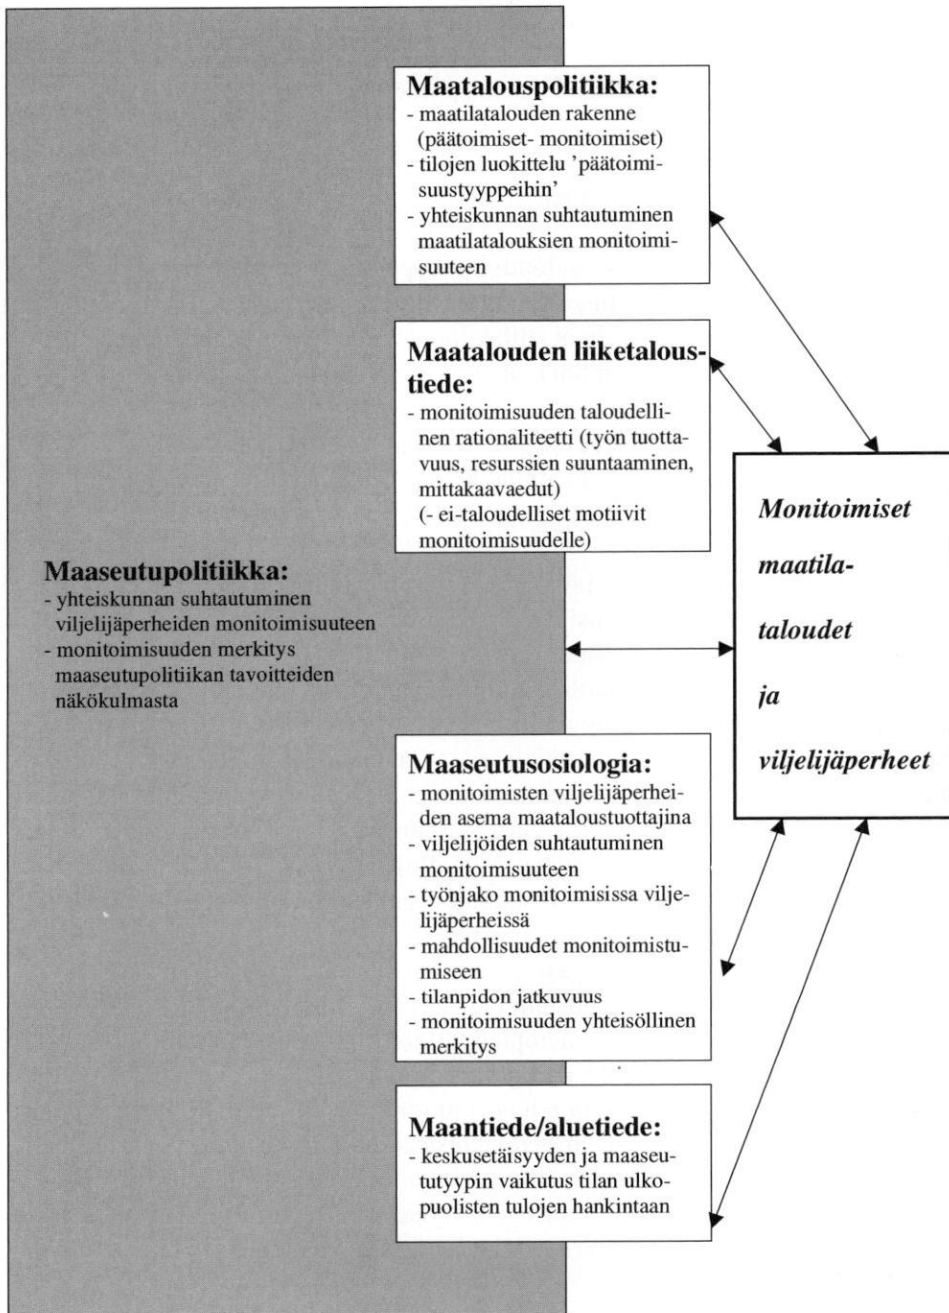 Maatalouspolitiikka:
- maatilatalouden rakenne
(päätoimiset- monitoimiset)
- tilojen luokittelu ’päätoimi-
suustyyppeihin’
- yhteiskunnan suhtautuminen
maatilatalouksien monitoimi-
suuteen
Maatalouden liiketalous-
tiede:
- monitoimisuuden taloudelli-
nen rationaliteetti (työn tuotta-
vuus, resurssien suuntaaminen,
mittakaavaedut)
(- ei-taloudelliset motiivit
monitoimisuudelle)
Maaseutupolitiikka:
- yhteiskunnan suhtautuminen
viljelijäperheiden monitoimisuuteen
- monitoimisuuden merkitys
maaseutupolitiikan tavoitteiden
näkökulmasta
Maaseutusosiologia:
- monitoimisten viljelijäperhei-
den asema maataloustuottajina
- viljelijöiden suhtautuminen
monitoimisuuteen
- työnjako monitoimisissa vilje-
lijäperheissä
- mahdollisuudet monitoimistu-
miseen
- tilanpidon jatkuvuus
- monitoimisuuden yhteisöllinen
merkitys
Maantiede/aluetiede:
- keskusetäisyyden ja maaseu-
tutyypin vaikutus tilan ulko-
puolisten tulojen hankintaan
Monitoimiset
maatila-
taloudet
ja
viljelijäperheet